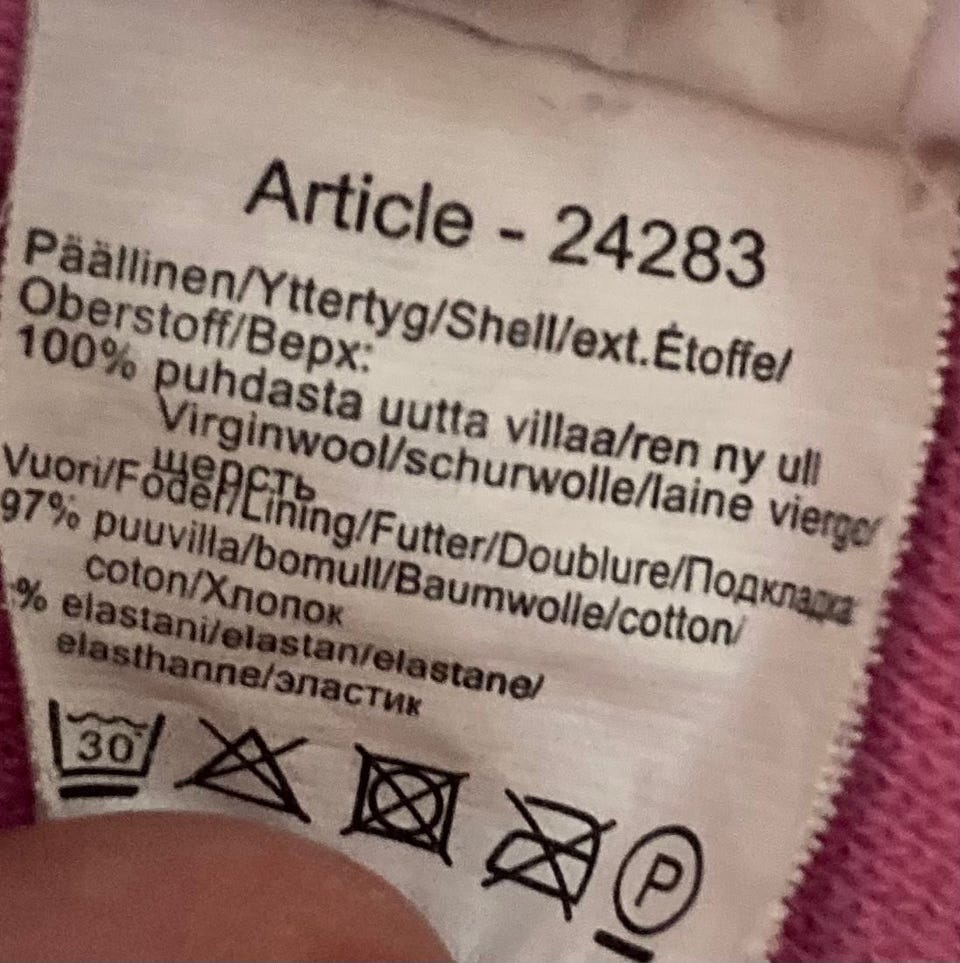 Article - 24283
Päällinen/Yttertyg/Shell/ext.Étoffe/
Oberstoff/Верх:
100% puhdasta uutta villaa/ren ny ull
Virginwool/schurwolle/laine vierge/
шерсть
Vuori/Foder/Lining/Futter/Doublure/Подкладка
97% puuvilla/bomull/Baumwolle/cotton/
coton/Хлопок
% elastani/elastan/elastane/
elasthanne/эластик
30
P